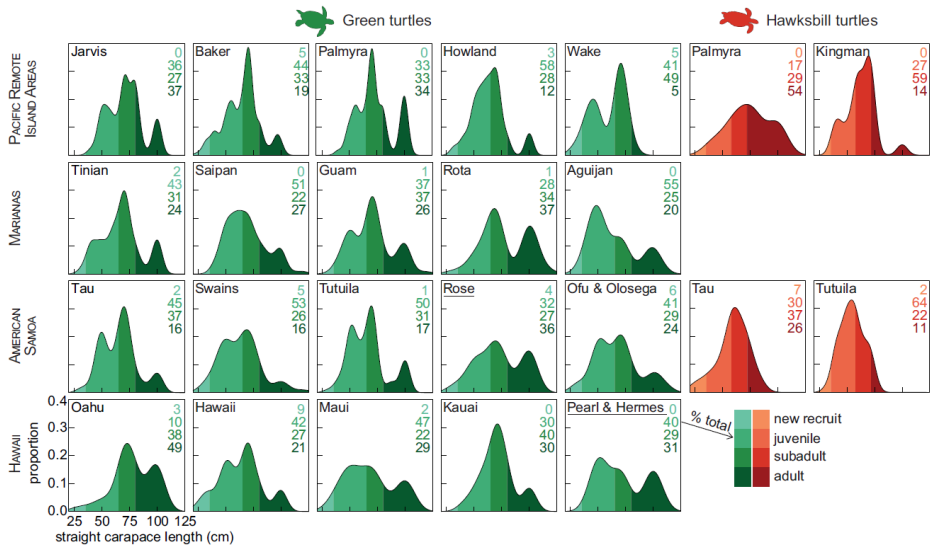 Green turtles
Hawksbill turtles
PACIFIC REMOTE
ISLAND AREAS
Jarvis 0
36
27
37
Baker 5
44
33
19
Palmyra 0
33
33
34
Howland 3
58
28
12
Wake 0
41
49
5
Palmyra 0
17
29
54
Kingman 0
27
59
14
MARIANAS
Tinian 2
43
31
24
Saipan 0
51
22
27
Guam 1
37
37
26
Rota 1
28
34
37
Aguijan 0
55
25
20
AMERICAN
SAMOA
Tau 2
45
37
16
Swains 5
53
26
16
Tutuila 1
50
31
17
Rose 4
32
27
36
Ofu & Olosega 6
41
29
24
Tau 7
30
37
26
Tutuila 2
64
22
11
HAWAII
proportion
0.4
0.3
0.2
0.1
0.0
Oahu 3
10
38
49
Hawaii 9
42
27
21
Maui 2
47
22
29
Kauai 0
30
40
30
Pearl & Hermes 0
40
29
31
% total
new recruit
juvenile
subadult
adult
25 50 75 100 125
straight carapace length (cm)